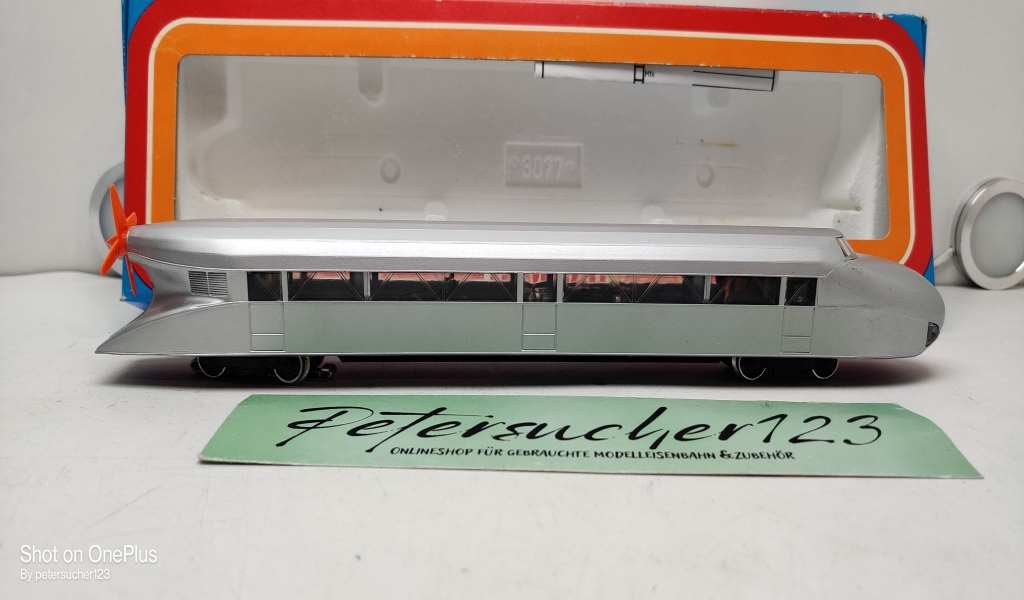 3077
Petersucher123
ONLINESHOP FÜR GEBRAUCHTE MODELLEISENBAHN & ZUBEHÖR
Shot on OnePlus
By petersucher123